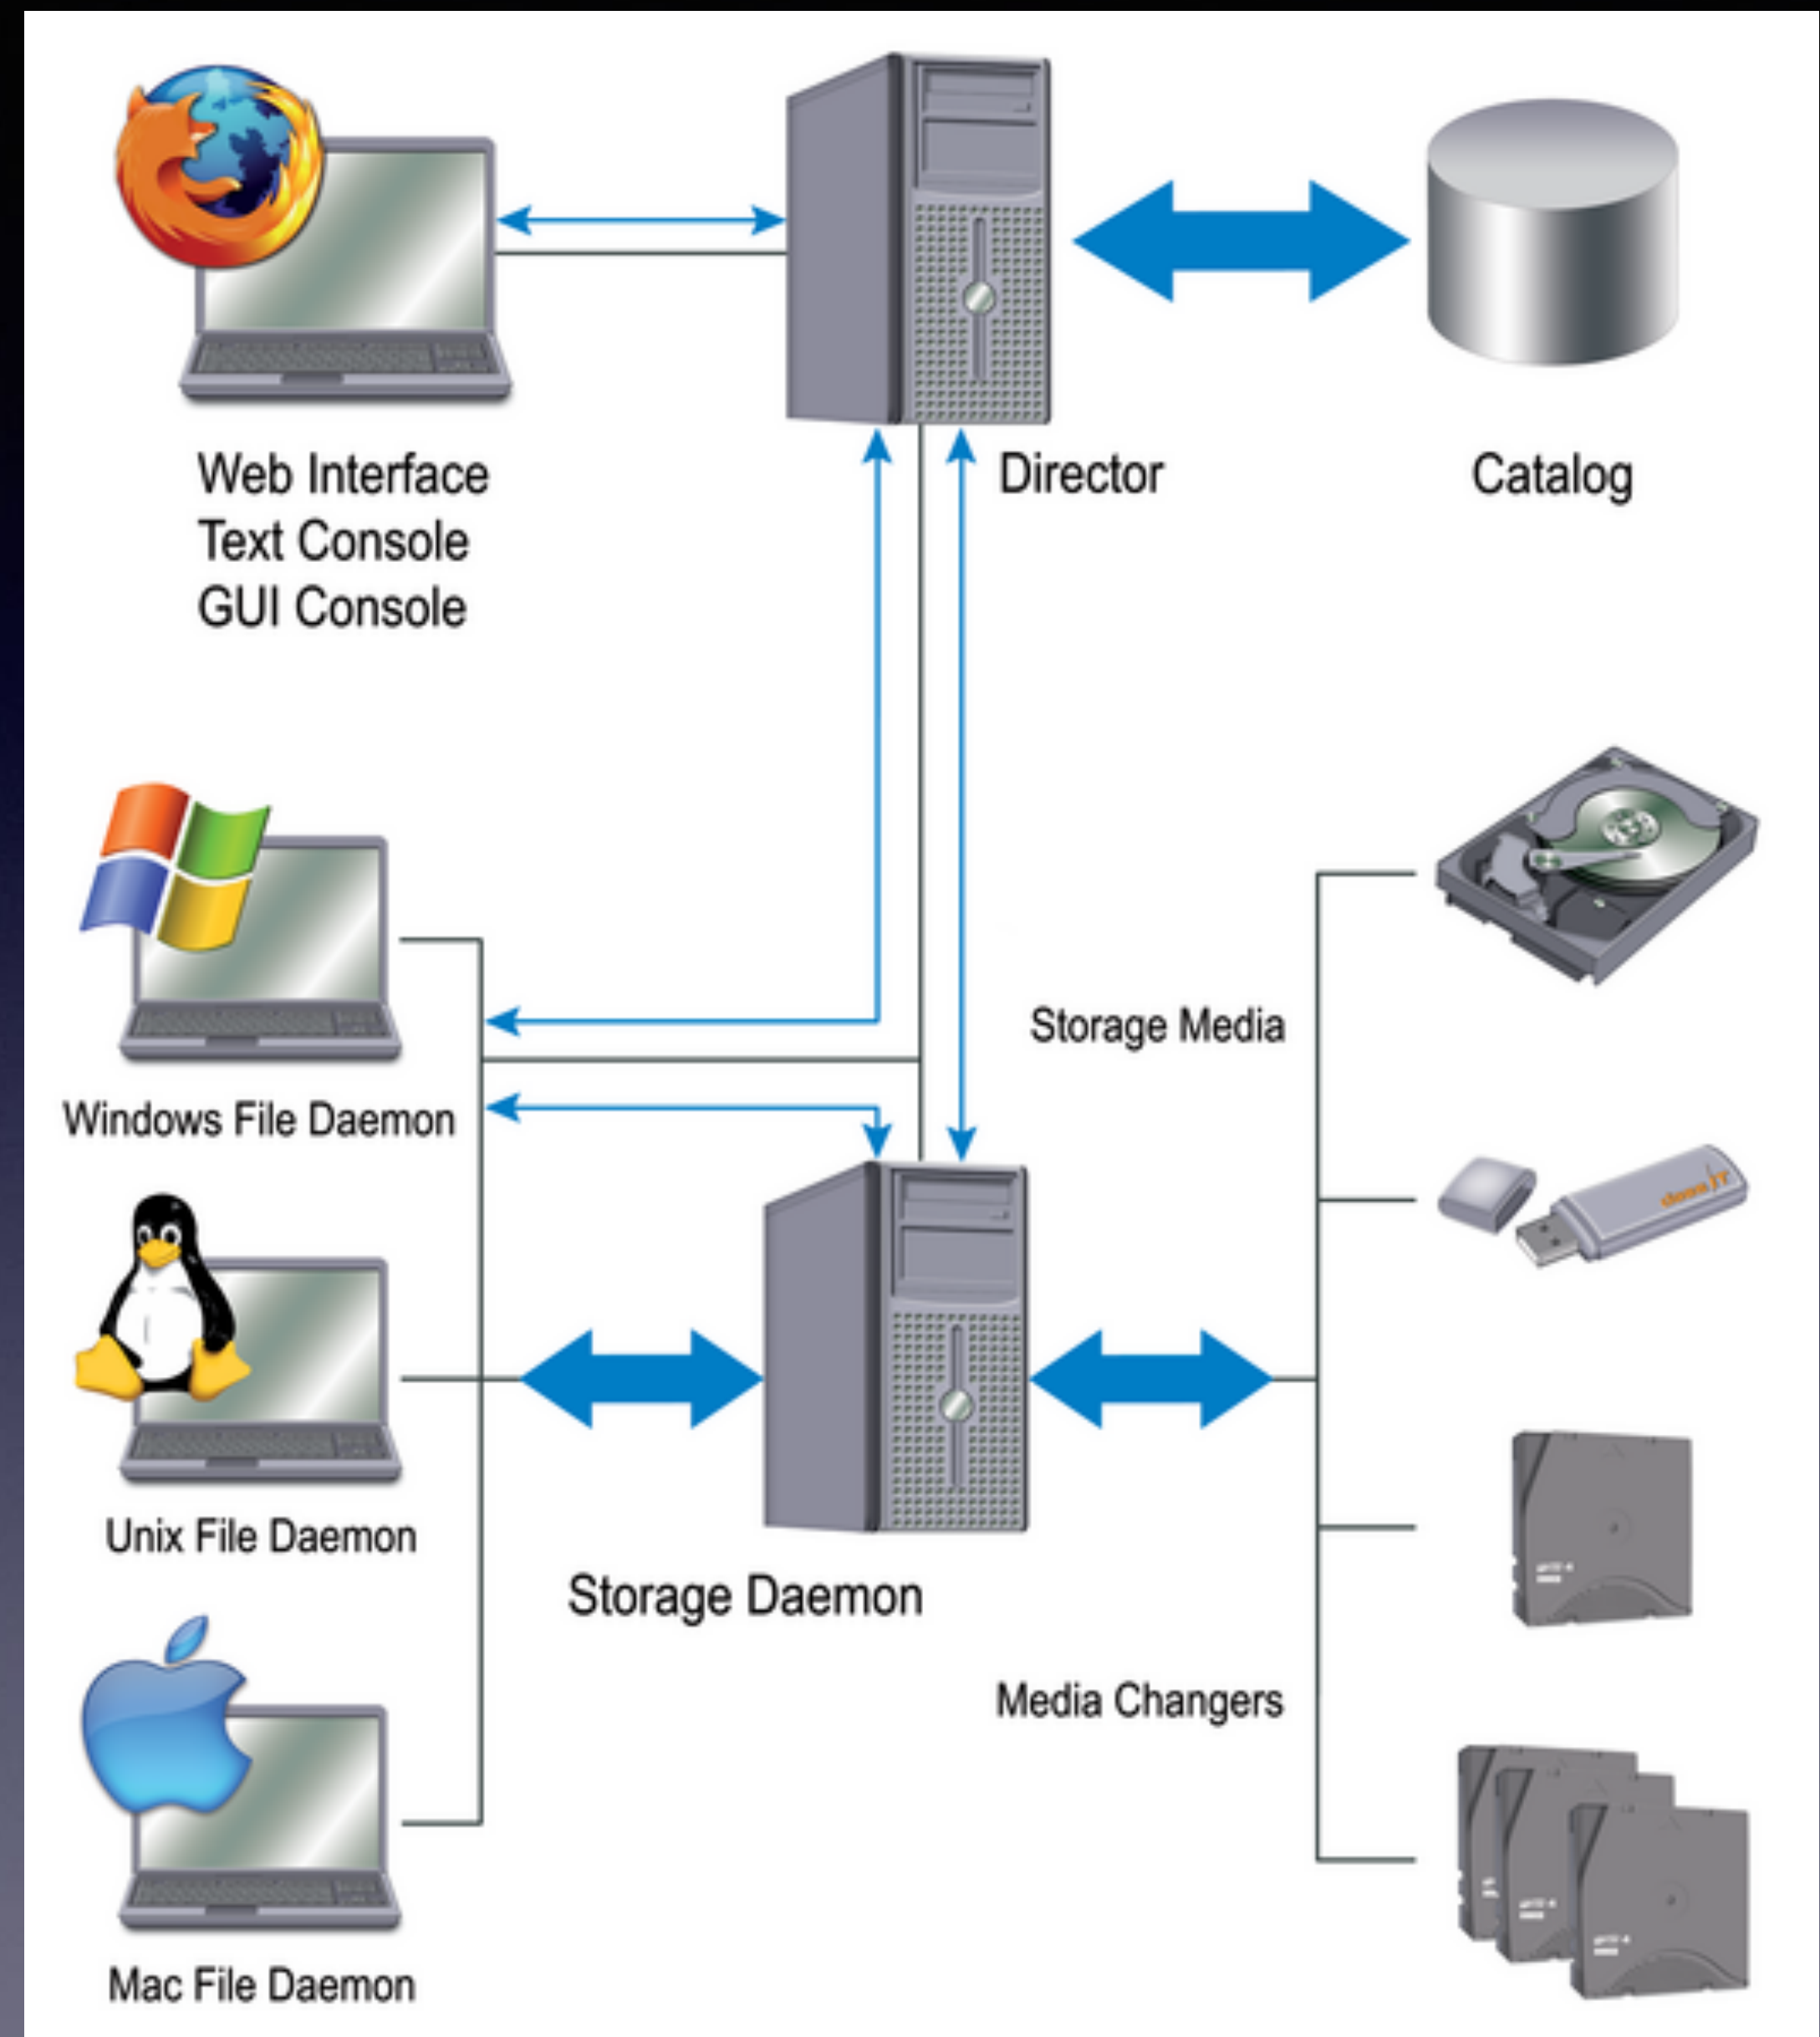 Web Interface
Text Console
GUI Console
Director
Catalog
Storage Media
Windows File Daemon
Unix File Daemon
Storage Daemon
Media Changers
Mac File Daemon